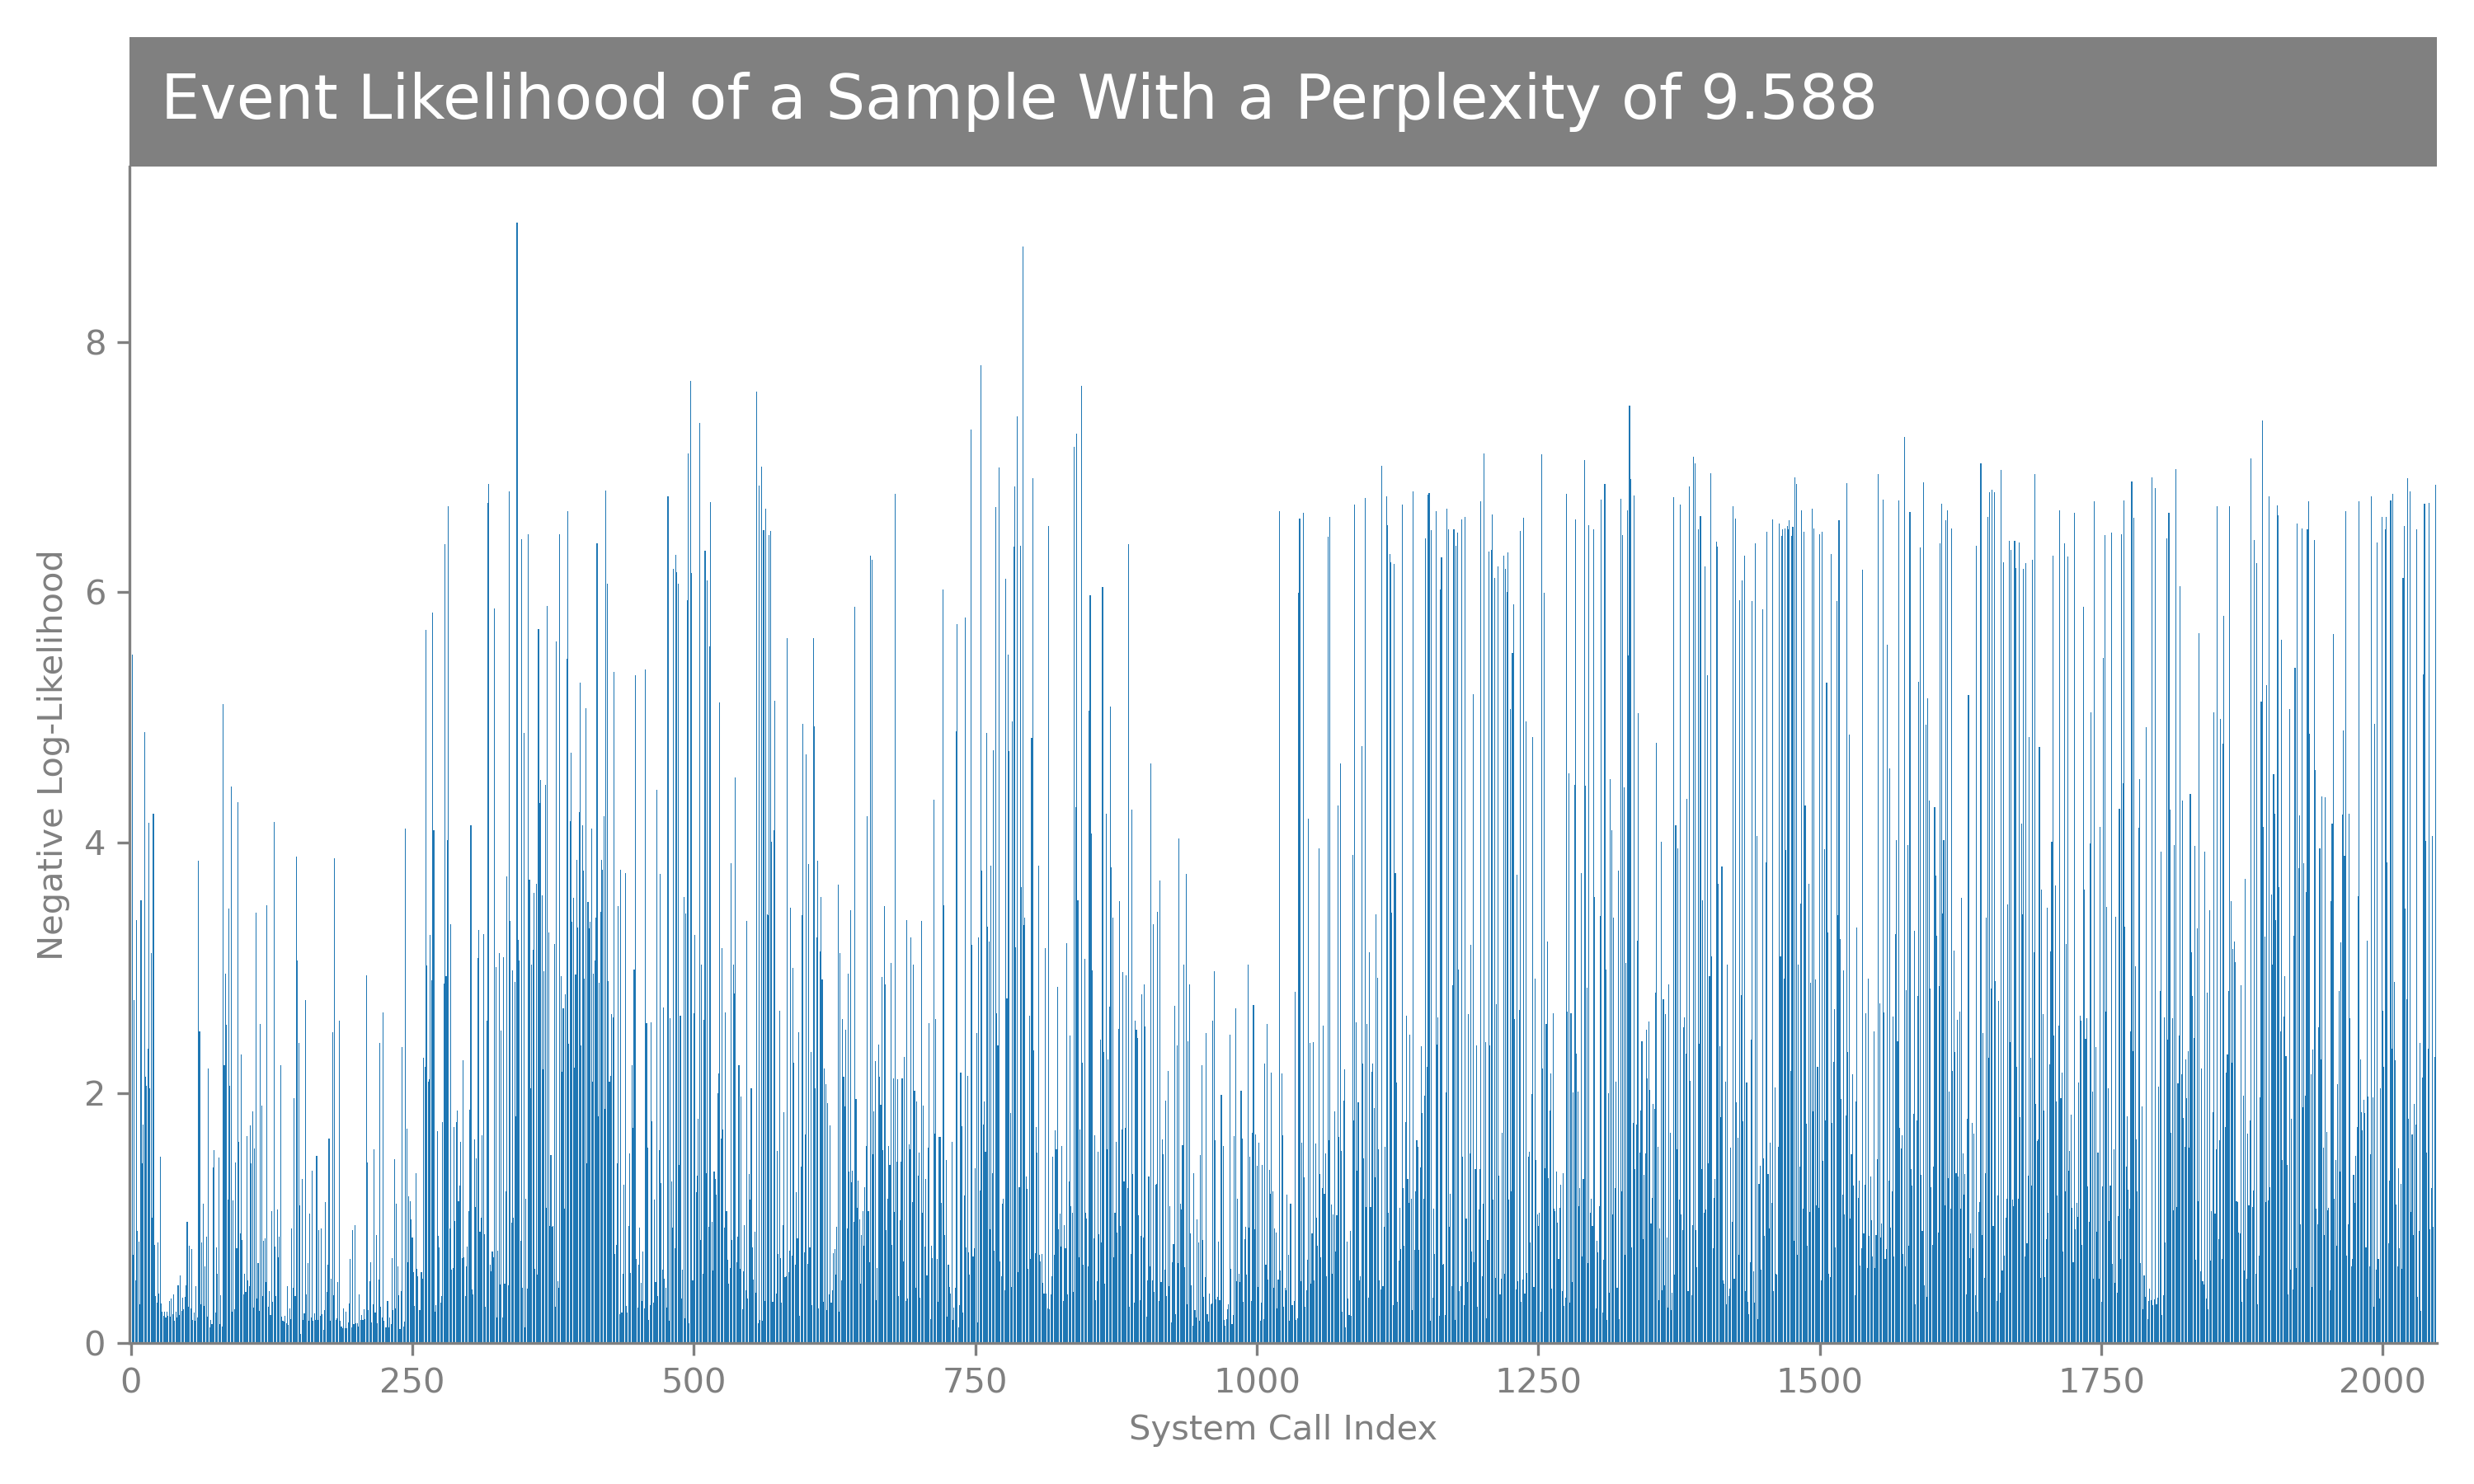 Event Likelihood of a Sample With a Perplexity of 9.588
Negative Log-Likelihood
8
6
4
2
0
0 250 500 750 1000 1250 1500 1750 2000
System Call Index